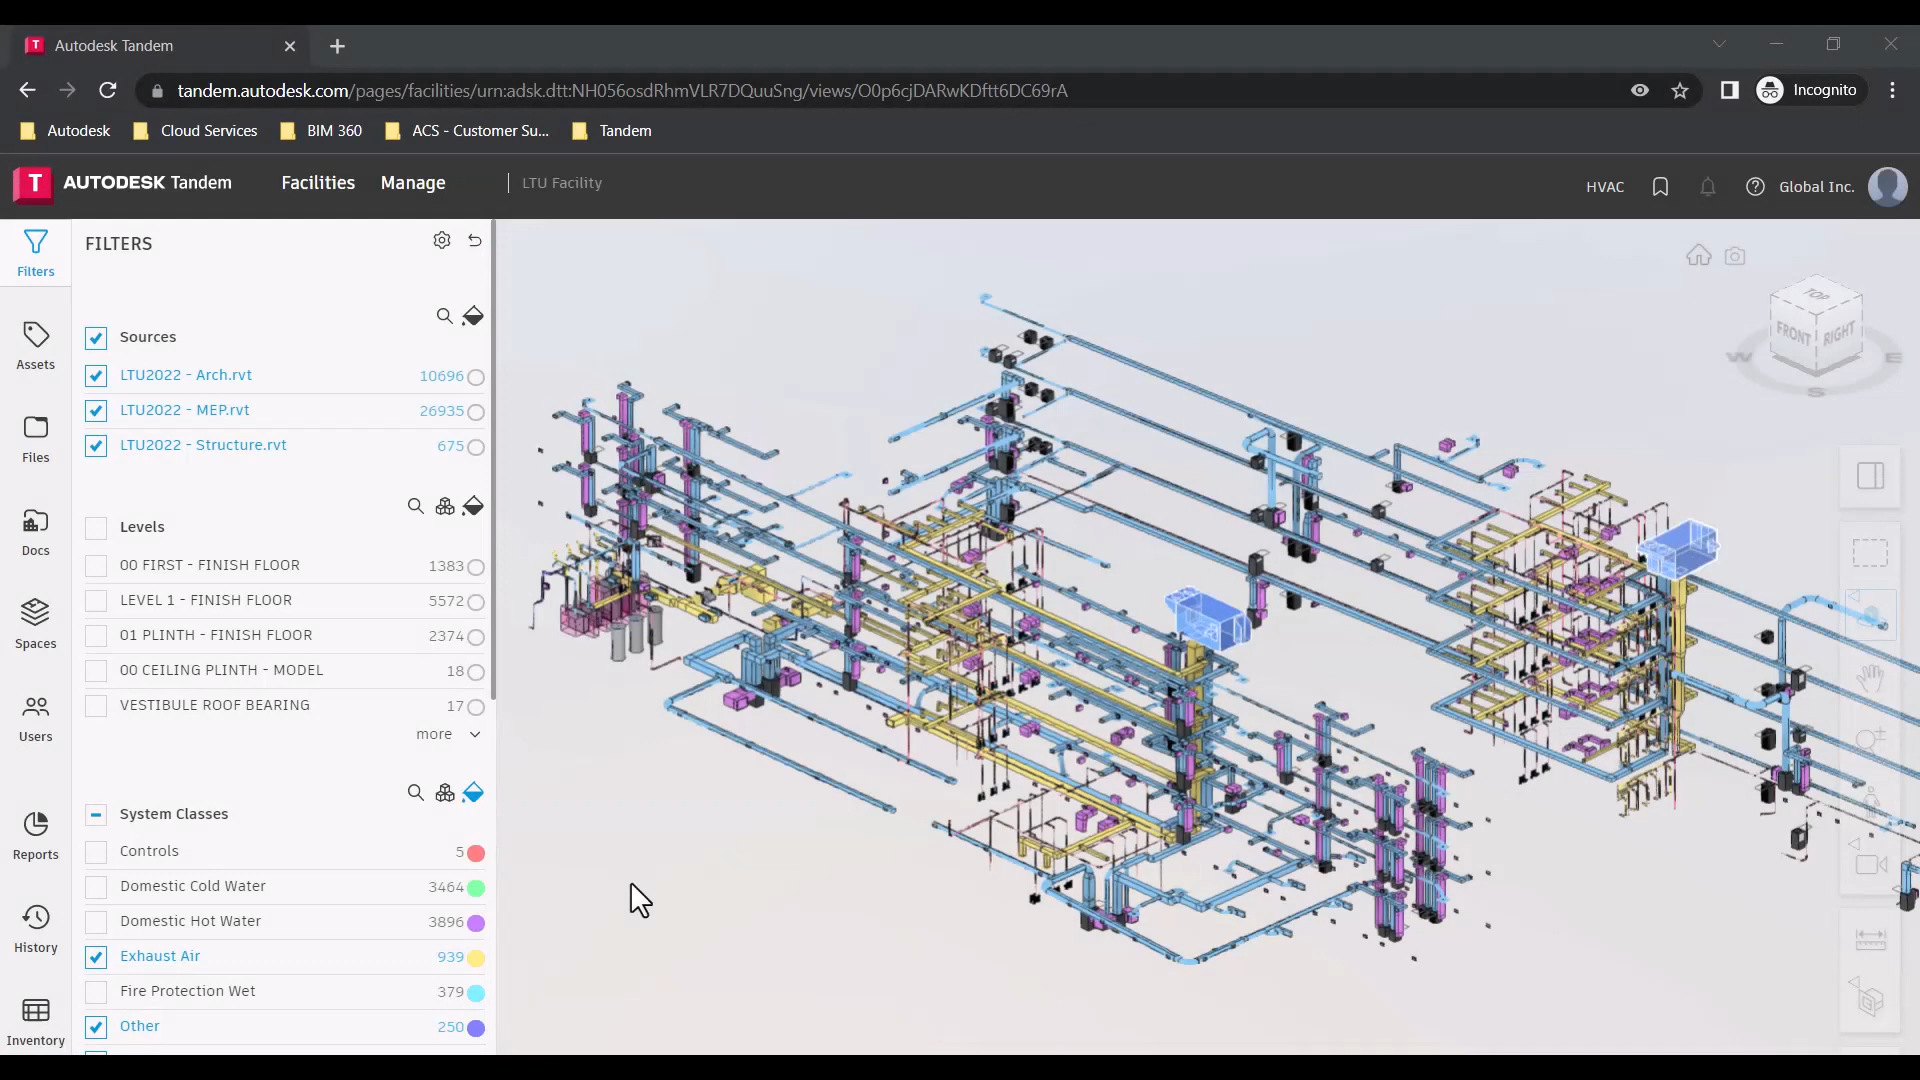 Autodesk Tandem
tandem.autodesk.com/pages/facilities/urn:adsk.dtt:NH056osdRhmVLR7DQuuSng/views/O0p6cjDARwKDftt6DC69rA
Incognito
Autodesk
Cloud Services
BIM 360
ACS - Customer Su...
Tandem
T AUTODESK Tandem
Facilities
Manage
LTU Facility
HVAC
Global Inc.
Filters
Assets
Files
Docs
Spaces
Users
Reports
History
Inventory
FILTERS
Sources
LTU2022 - Arch.rvt 10696
LTU2022 - MEP.rvt 26935
LTU2022 - Structure.rvt 675
Levels
00 FIRST - FINISH FLOOR 1383
LEVEL 1 - FINISH FLOOR 5572
01 PLINTH - FINISH FLOOR 2374
00 CEILING PLINTH - MODEL 18
VESTIBULE ROOF BEARING 17
more
System Classes
Controls 5
Domestic Cold Water 3464
Domestic Hot Water 3896
Exhaust Air 939
Fire Protection Wet 379
Other 250
TOP
FRONT
RIGHT
W
S
E